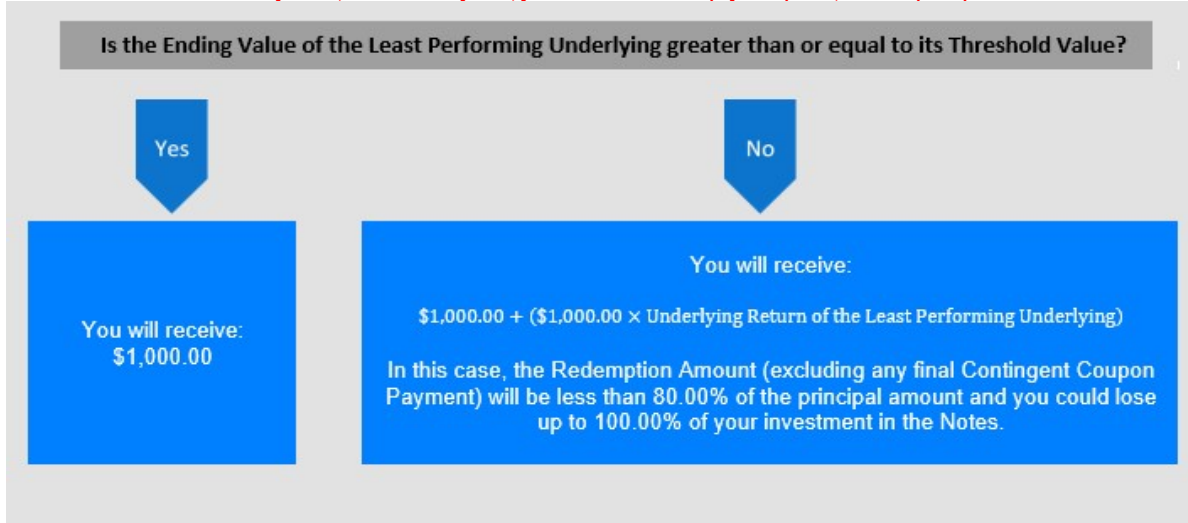 Is the Ending Value of the Least Performing Underlying greater than or equal to its Threshold Value?
Yes
No
You will receive:
$1,000.00
You will receive:
$1,000.00 + ($1,000.00 × Underlying Return of the Least Performing Underlying)
In this case, the Redemption Amount (excluding any final Contingent Coupon
Payment) will be less than 80.00% of the principal amount and you could lose
up to 100.00% of your investment in the Notes.